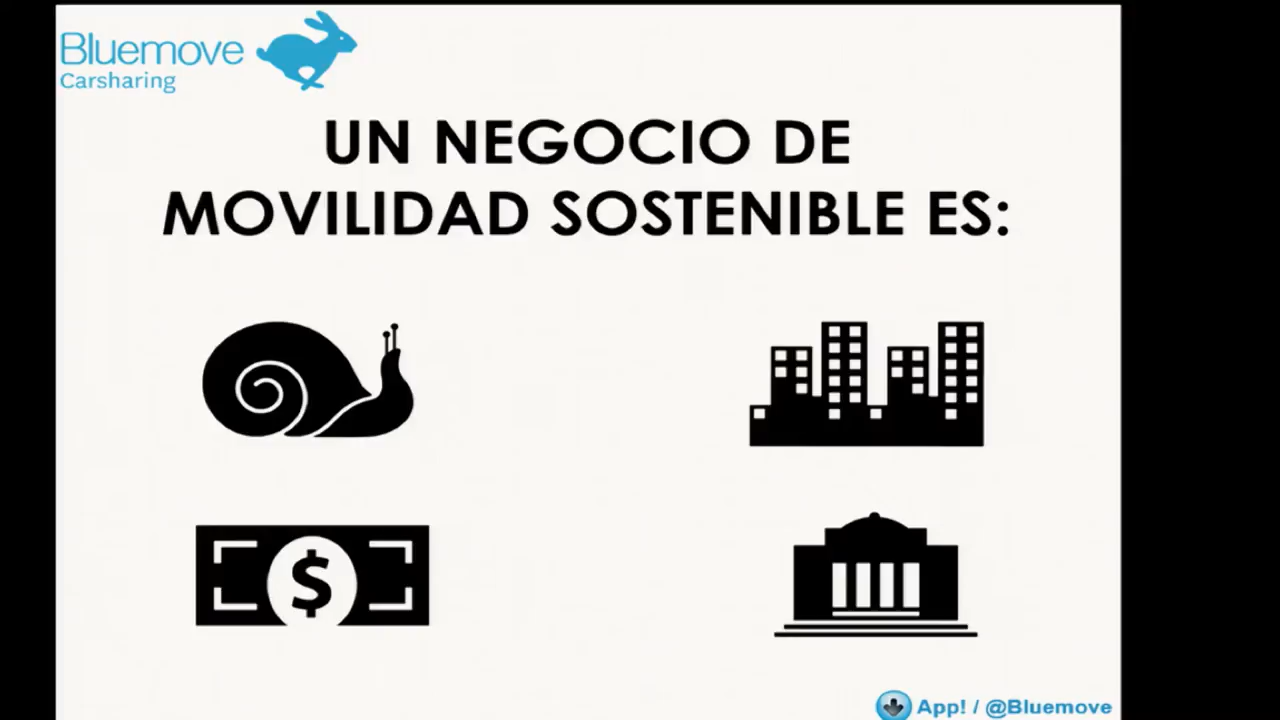 Bluemove
Carsharing
UN NEGOCIO DE
MOVILIDAD SOSTENIBLE ES:
$
App! / @Bluemove